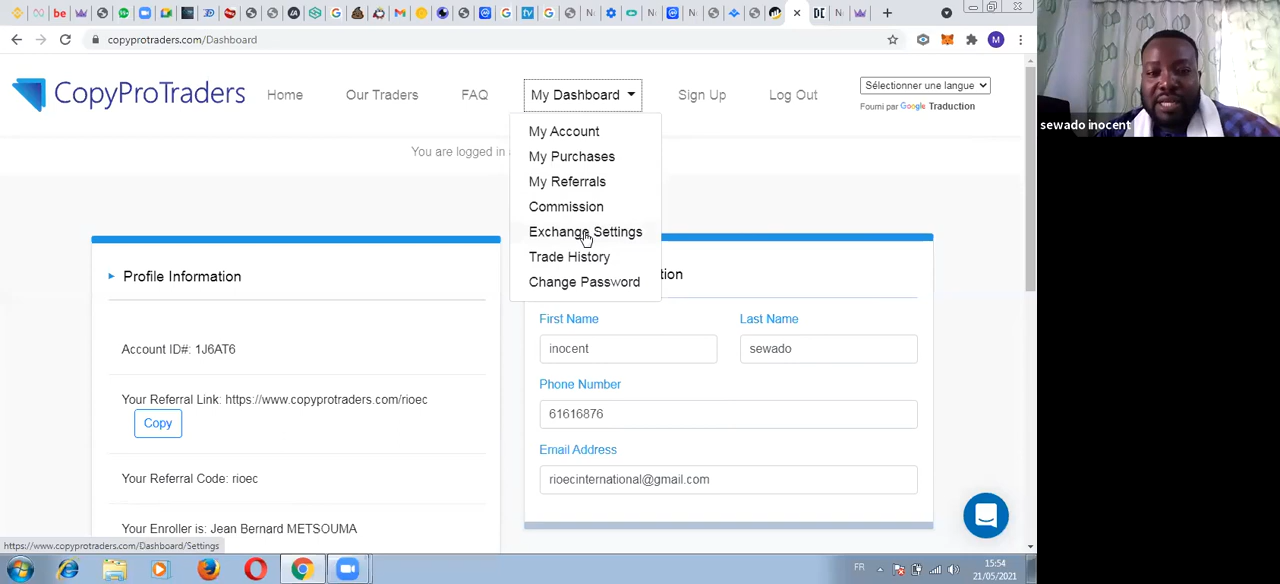 be
copyprotraders.com/Dashboard
M
CopyProTraders
Home
Our Traders
FAQ
My Dashboard
Sign Up
Log Out
Sélectionner une langue
Fourni par Google Traduction
My Account
My Purchases
My Referrals
Commission
Exchange Settings
Trade History
Change Password
You are logged in
Profile Information
Account ID#: 1J6AT6
Your Referral Link: https://www.copyprotraders.com/rioec
Copy
Your Referral Code: rioec
Your Enroller is: Jean Bernard METSOUMA
First Name
Last Name
inocent
sewado
Phone Number
61616876
Email Address
rioecinternational@gmail.com
https://www.copyprotraders.com/Dashboard/Settings
FR
15:54
21/05/2021
sewado inocent